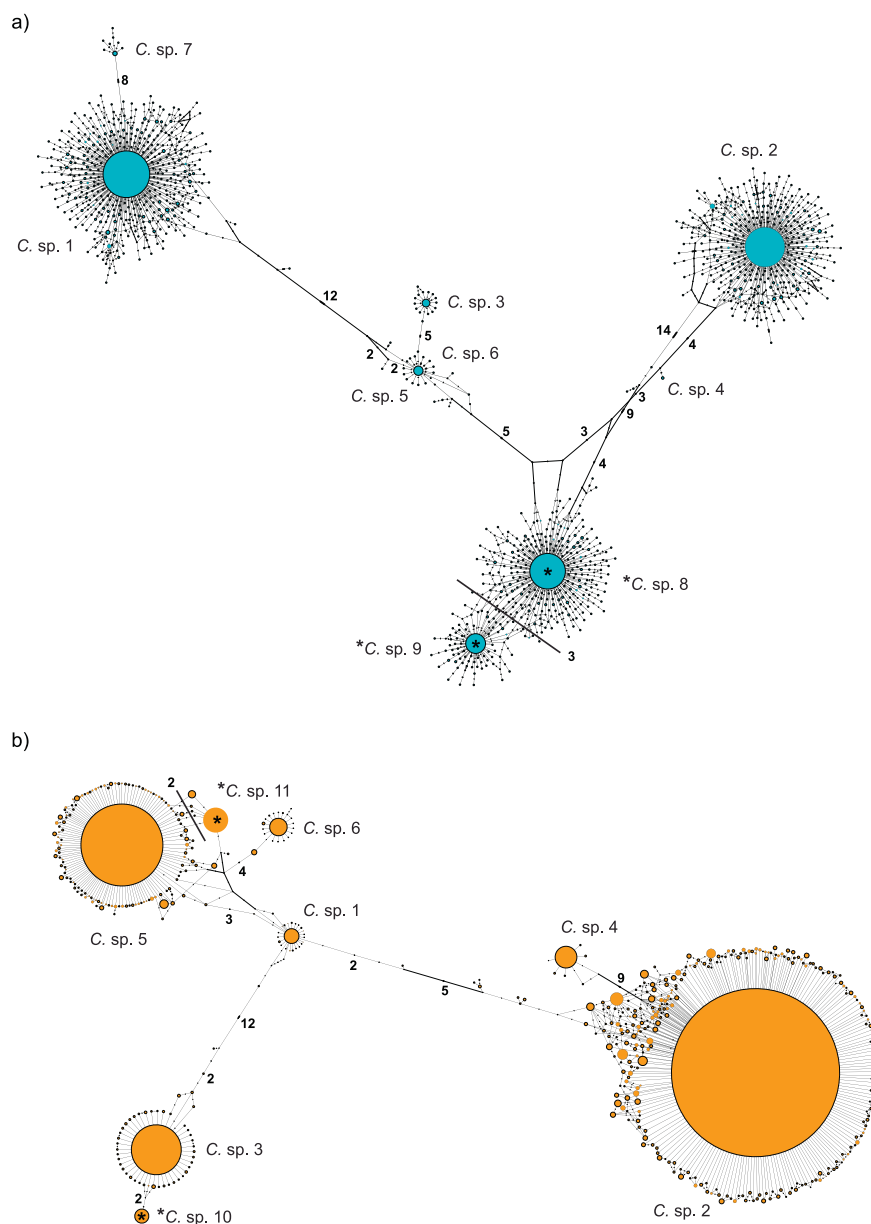 a)
C. sp. 7
8
C. sp. 2
C. sp. 1
12
C. sp. 3
5
14
4
2
C. sp. 6
2
C. sp. 5
C. sp. 4
3
9
5
3
4
*
*C. sp. 8
*C. sp. 9
*
3
b)
2
*C. sp. 11
*
C. sp. 6
4
3
C. sp. 1
C. sp. 5
C. sp. 4
2
9
5
12
2
C. sp. 3
2
*
*C. sp. 10
C. sp. 2